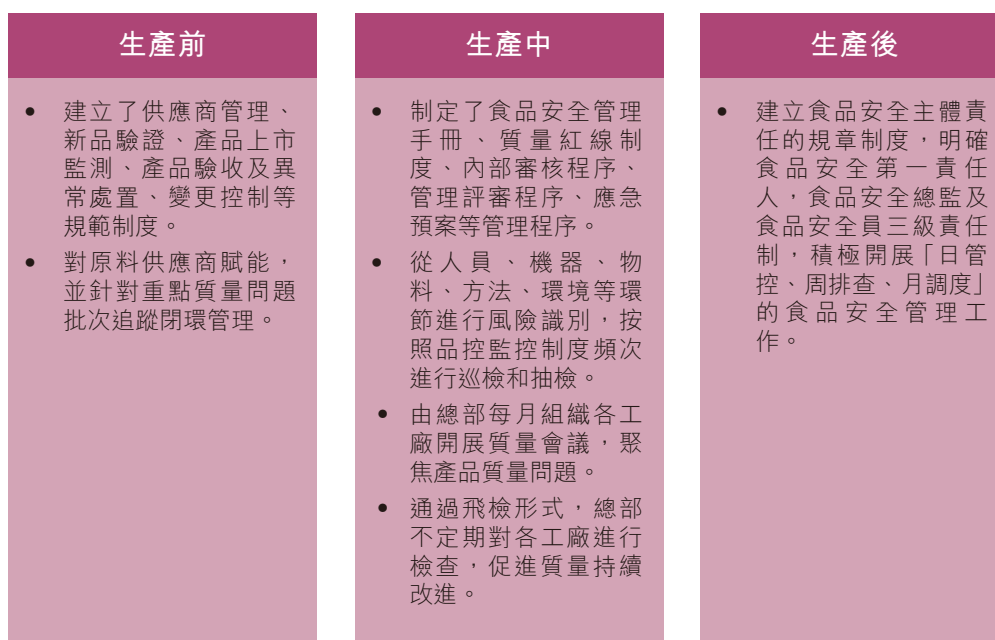 生產前
• 建立了供應商管理、
新品驗證、產品上市
監測、產品驗收及異
常處置、變更控制等
規範制度。
• 對原料供應商賦能，
並針對重點質量問題
批次追蹤閉環管理。
生產中
• 制定了食品安全管理
手冊、質量紅線制
度、內部審核程序、
管理評審程序、應急
預案等管理程序。
• 從人員、機器、物
料、方法、環境等環
節進行風險識別，按
照品控監控制度頻次
進行巡檢和抽檢。
• 由總部每月組織各工
廠開展質量會議，聚
焦產品質量問題。
• 通過飛檢形式，總部
不定期對各工廠進行
檢查，促進質量持續
改進。
生產後
• 建立食品安全主體責
任的規章制度，明確
食品安全第一責任
人，食品安全總監及
食品安全員三級責任
制，積極開展「日管
控、周排查、月調度」
的食品安全管理工
作。